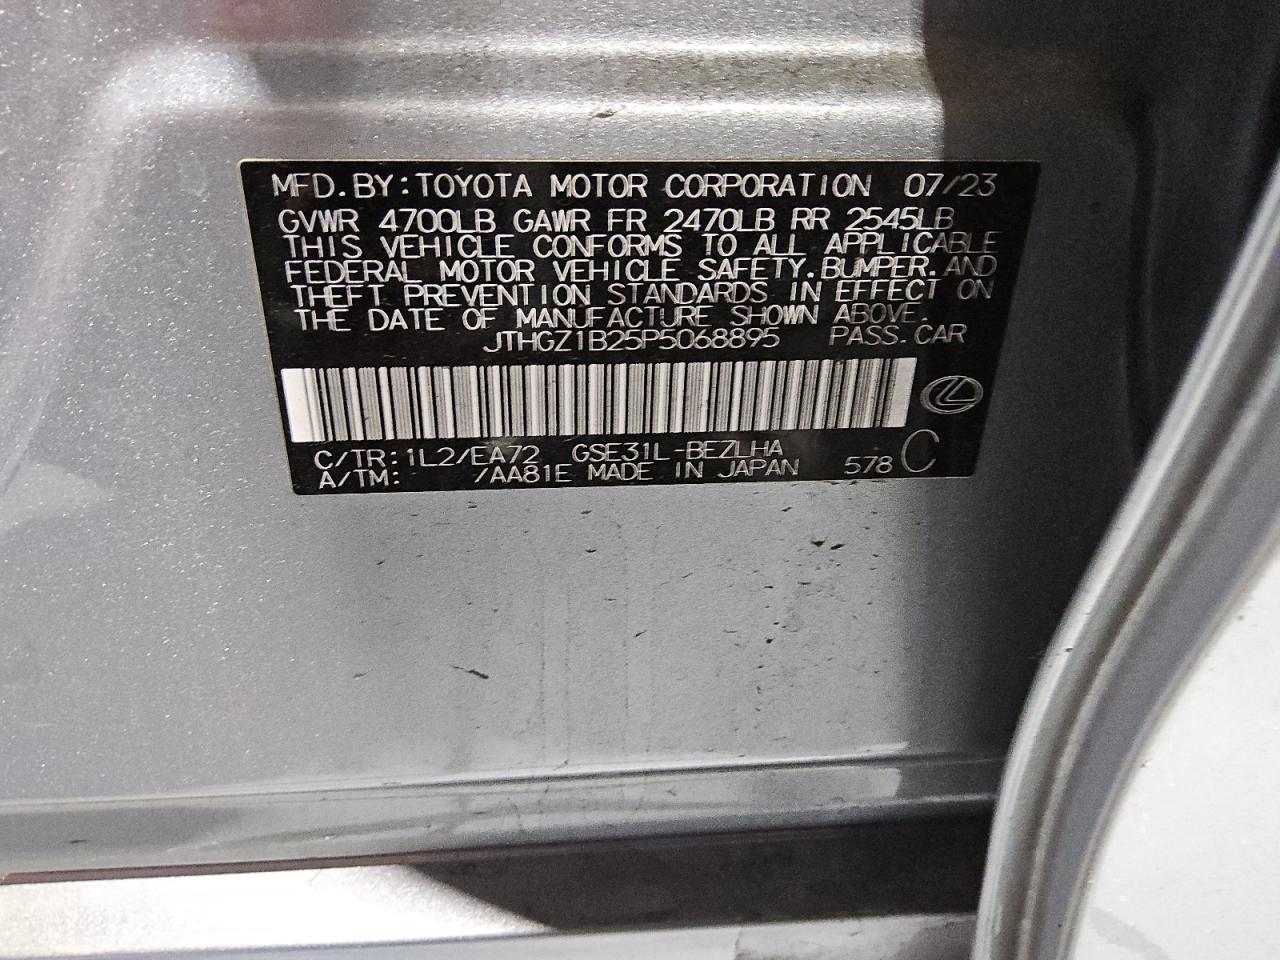 MFD.BY:TOYOTA MOTOR CORPORATION 07/23
GVWR 4700LB GAWR FR 2470LB RR 2545LB
THIS VEHICLE CONFORMS TO ALL APPLICABLE
FEDERAL MOTOR VEHICLE SAFETY.BUMPER.AND
THEFT PREVENTION STANDARDS IN EFFECT ON
THE DATE OF MANUFACTURE SHOWN ABOVE.
JTHGZ1B25P5068895 PASS.CAR
C/TR:1L2/EA72 GSE31L-BEZLHA
A/TM: /AA81E MADE IN JAPAN 578 C